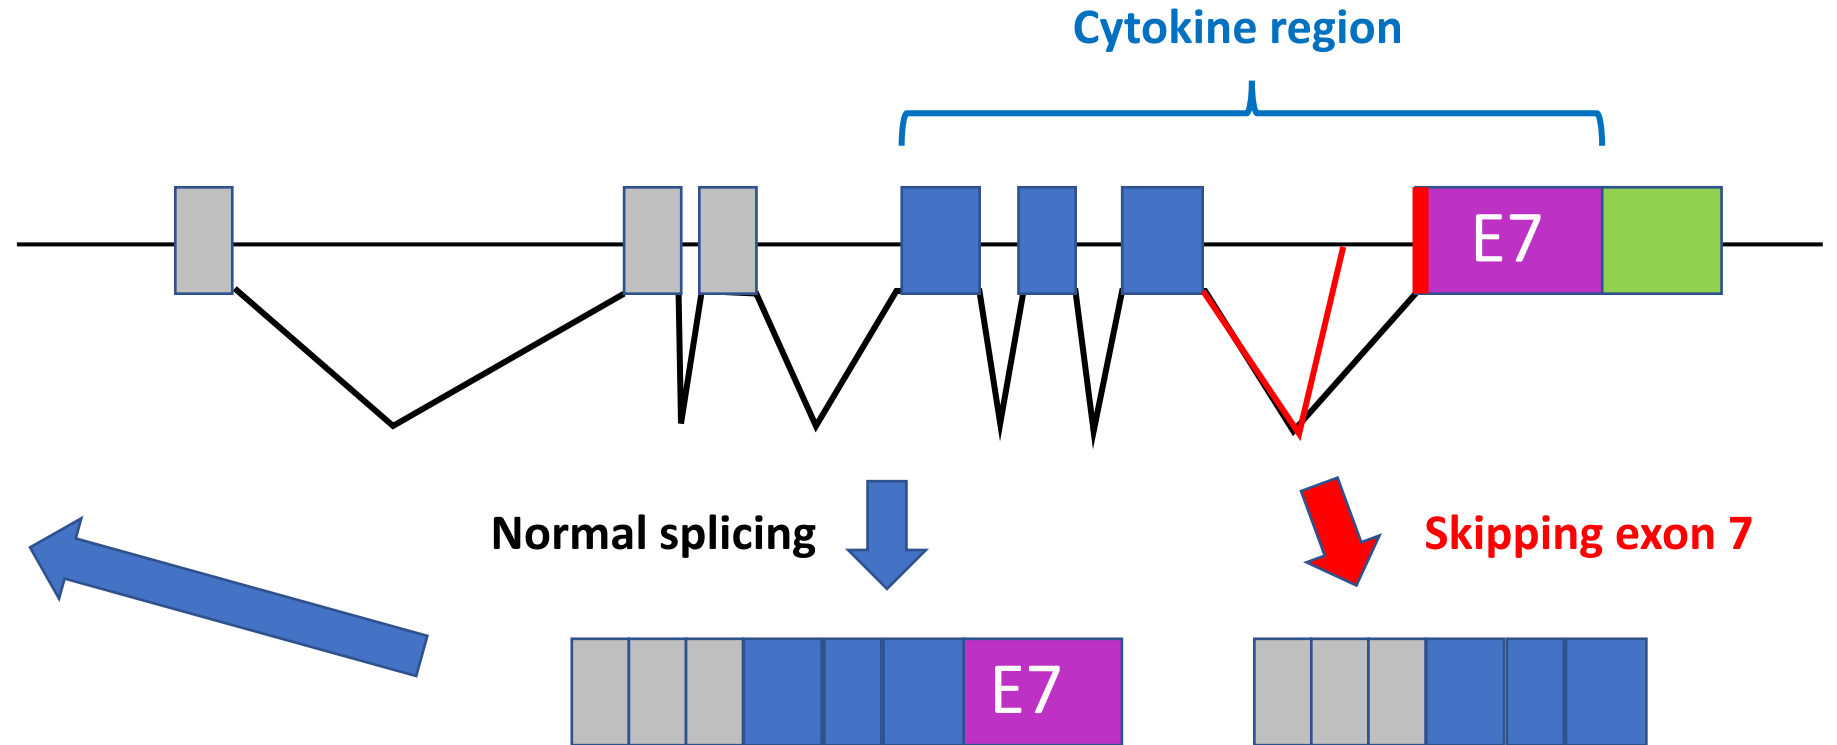 Cytokine region
E7
Normal splicing
Skipping exon 7
E7